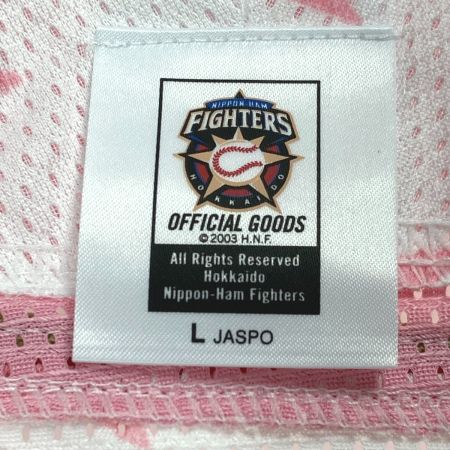 NIPPON-HAM
FIGHTERS
HOKKAIDO
OFFICIAL GOODS
©2003 H.N.F.
All Rights Reserved
Hokkaido
Nippon-Ham Fighters
L JASPO